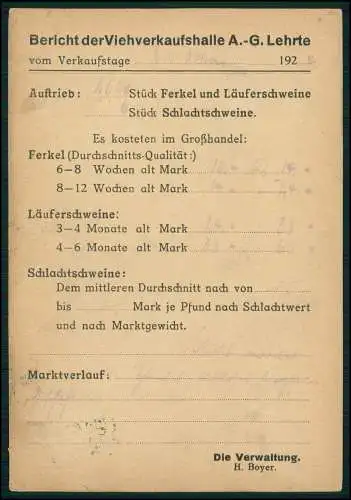 Bericht der Viehverkaufshalle A.-G. Lehrte
vom Verkaufstage 192
Auftrieb: Stück Ferkel und Läuferschweine
Stück Schlachtschweine.
Es kosteten im Großhandel:
Ferkel (Durchschnitts-Qualität:)
6–8 Wochen alt Mark
8–12 Wochen alt Mark
Läuferschweine:
3–4 Monate alt Mark
4–6 Monate alt Mark
Schlachtschweine:
Dem mittleren Durchschnitt nach von
bis Mark je Pfund nach Schlachtwert
und nach Marktgewicht.
Marktverlauf:
Die Verwaltung.
H. Boyer.